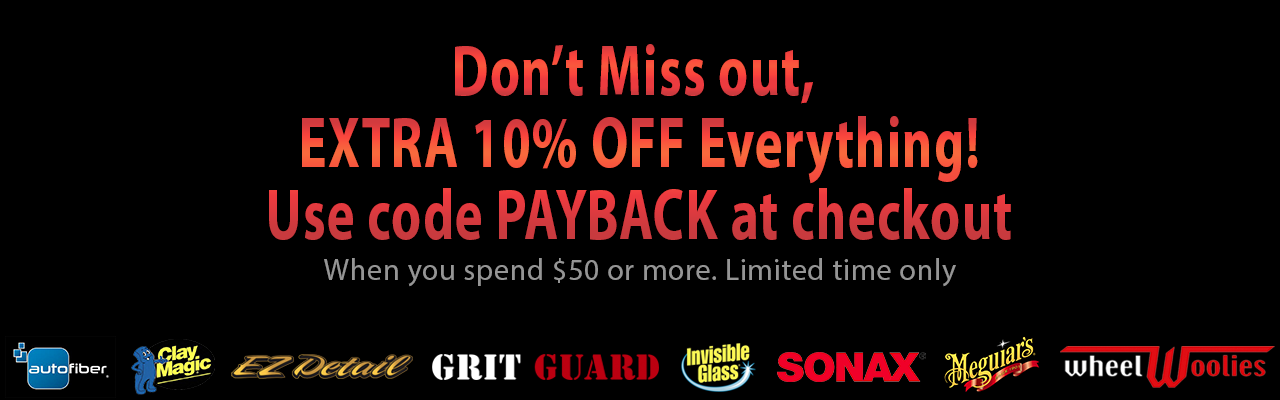 Don’t Miss out,
EXTRA 10% OFF Everything!
Use code PAYBACK at checkout
When you spend $50 or more. Limited time only
autofiber.
Clay Magic
EZ Detail
GRIT GUARD
Invisible Glass
SONAX
Meguiar's
wheel Woolies